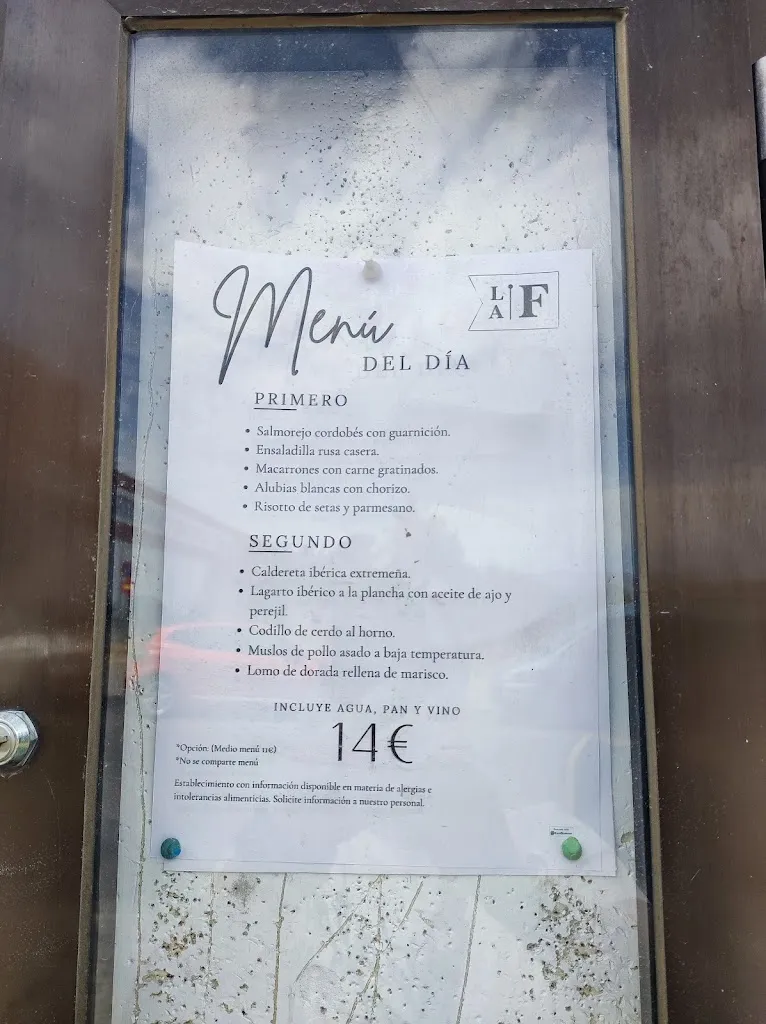 Menú
DEL DÍA
LA F
PRIMERO
• Salmorejo cordobés con guarnición.
• Ensaladilla rusa casera.
• Macarrones con carne gratinados.
• Alubias blancas con chorizo.
• Risotto de setas y parmesano.
SEGUNDO
• Caldereta ibérica extremeña.
• Lagarto ibérico a la plancha con aceite de ajo y
perejil.
• Codillo de cerdo al horno.
• Muslos de pollo asado a baja temperatura.
• Lomo de dorada rellena de marisco.
INCLUYE AGUA, PAN Y VINO
14€
*Opción: (Medio menú 11€)
*No se comparte menú
Establecimiento con información disponible en materia de alergias e
intolerancias alimenticias. Solicite información a nuestro personal.